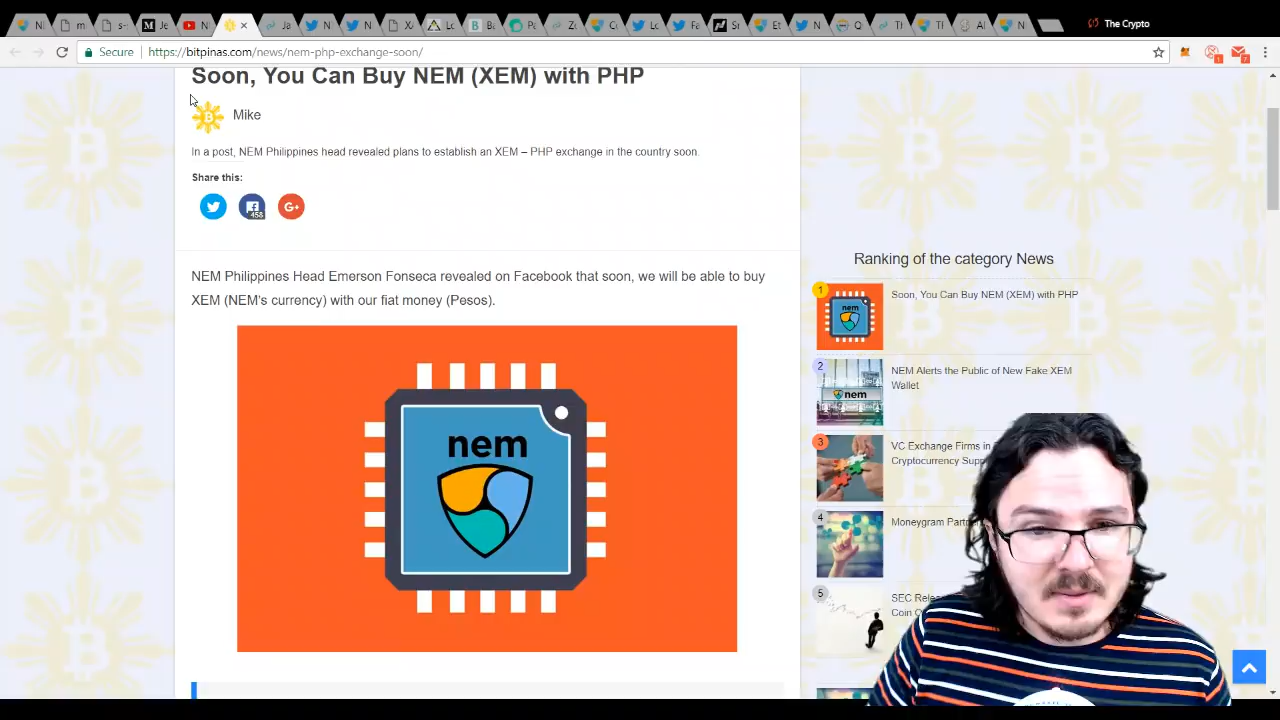 The Crypto
Secure
https://bitpinas.com/news/nem-php-exchange-soon/
Soon, You Can Buy NEM (XEM) with PHP
Mike
In a post, NEM Philippines head revealed plans to establish an XEM – PHP exchange in the country soon.
Share this:
458
G+
NEM Philippines Head Emerson Fonseca revealed on Facebook that soon, we will be able to buy
XEM (NEM's currency) with our fiat money (Pesos).
nem
Ranking of the category News
1
nem
Soon, You Can Buy NEM (XEM) with PHP
2
nem
NEM Alerts the Public of New Fake XEM
Wallet
3
VC Exchange Firms in
Cryptocurrency
4
Moneygram
5
SEC
Coin